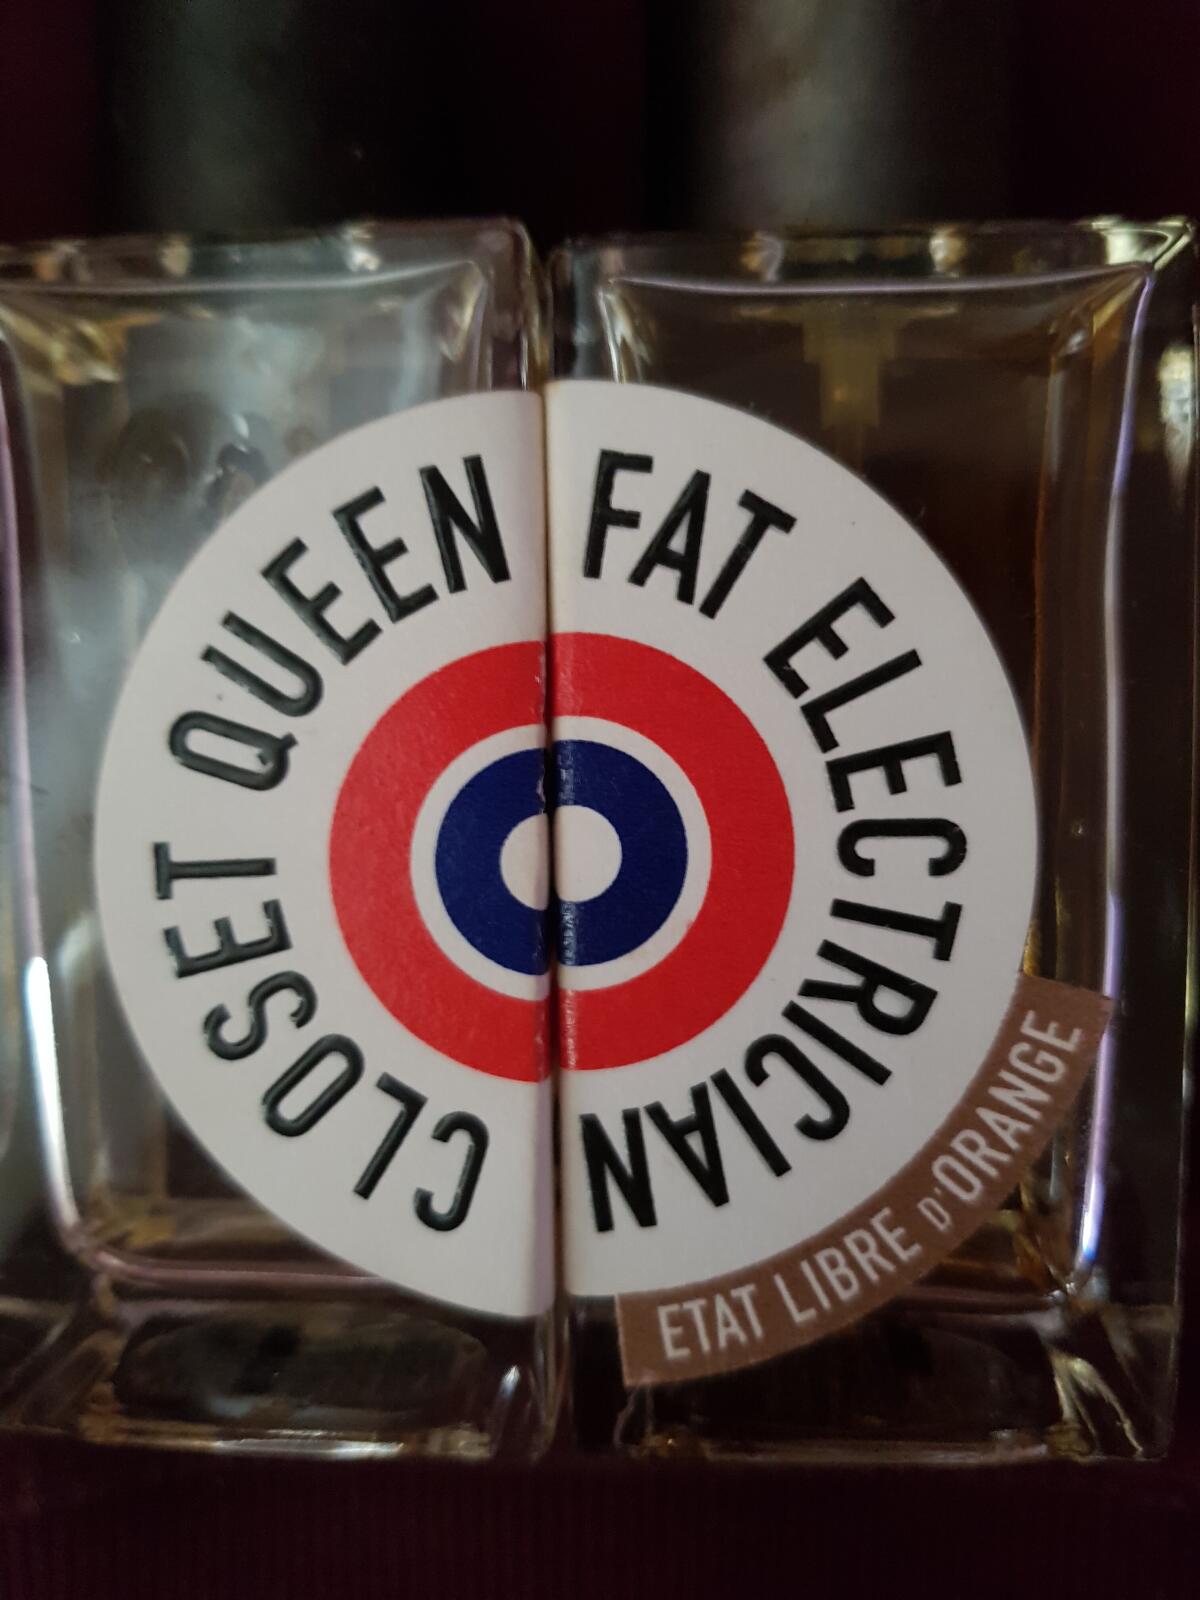 CLOSET QUEEN
FAT ELECTRICIAN
ETAT LIBRE D'ORANGE